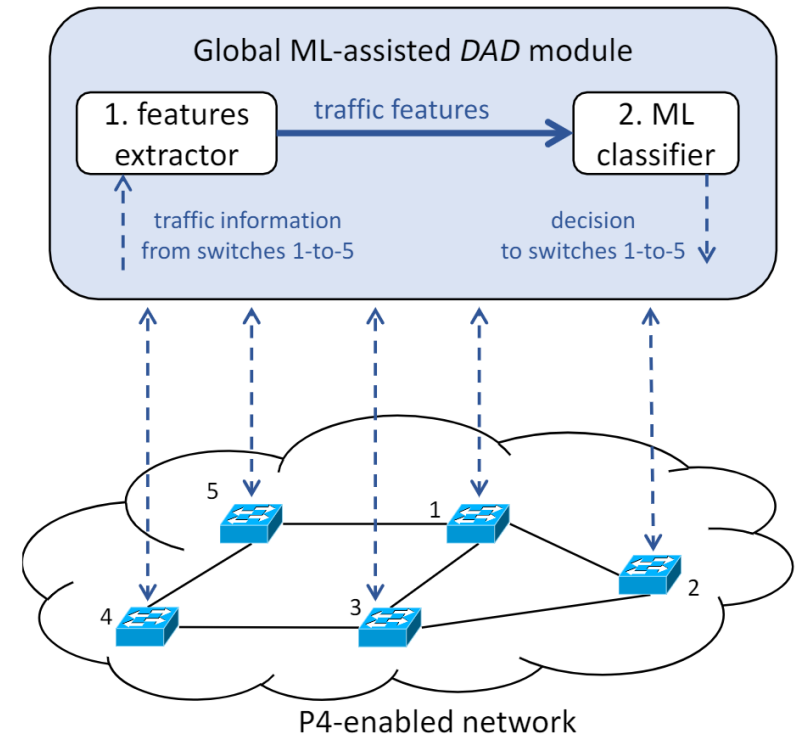 Global ML-assisted DAD module
1. features
extractor
traffic features
2. ML
classifier
traffic information
from switches 1-to-5
decision
to switches 1-to-5
5
1
2
4
3
P4-enabled network